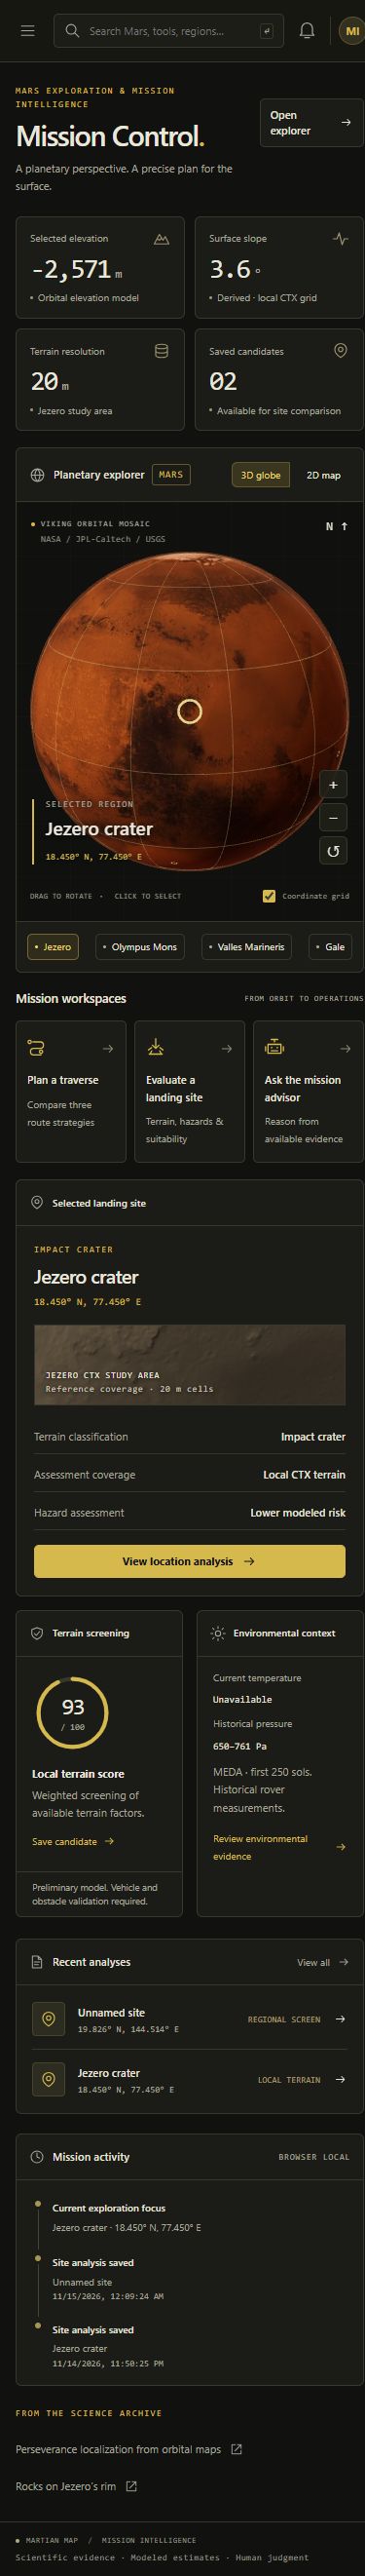 Search Mars, tools, regions...
MI
MARS EXPLORATION & MISSION
INTELLIGENCE
Mission Control.
A planetary perspective. A precise plan for the
surface.
Open
explorer
Selected elevation
-2,571 m
Orbital elevation model
Surface slope
3.6 °
Derived · local CTX grid
Terrain resolution
20 m
Jezero study area
Saved candidates
02
Available for site comparison
Planetary explorer
MARS
3D globe
2D map
VIKING ORBITAL MOSAIC
NASA / JPL-Caltech / USGS
N ↑
SELECTED REGION
Jezero crater
18.450° N, 77.450° E
+
−
↺
DRAG TO ROTATE · CLICK TO SELECT
Coordinate grid
Jezero
Olympus Mons
Valles Marineris
Gale
Mission workspaces
FROM ORBIT TO OPERATIONS
Plan a traverse
Compare three
route strategies
Evaluate a
landing site
Terrain, hazards &
suitability
Ask the mission
advisor
Reason from
available evidence
Selected landing site
IMPACT CRATER
Jezero crater
18.450° N, 77.450° E
JEZERO CTX STUDY AREA
Reference coverage · 20 m cells
Terrain classification
Impact crater
Assessment coverage
Local CTX terrain
Hazard assessment
Lower modeled risk
View location analysis →
Terrain screening
93
/ 100
Local terrain score
Weighted screening of
available terrain factors.
Save candidate →
Preliminary model. Vehicle and
obstacle validation required.
Environmental context
Current temperature
Unavailable
Historical pressure
650–761 Pa
MEDA · first 250 sols.
Historical rover
measurements.
Review environmental
evidence →
Recent analyses
View all →
Unnamed site
19.826° N, 144.514° E
REGIONAL SCREEN →
Jezero crater
18.450° N, 77.450° E
LOCAL TERRAIN →
Mission activity
BROWSER LOCAL
Current exploration focus
Jezero crater · 18.450° N, 77.450° E
Site analysis saved
Unnamed site
11/15/2026, 12:09:24 AM
Site analysis saved
Jezero crater
11/14/2026, 11:50:25 PM
FROM THE SCIENCE ARCHIVE
Perseverance localization from orbital maps
Rocks on Jezero's rim
MARTIAN MAP / MISSION INTELLIGENCE
Scientific evidence · Modeled estimates · Human judgment